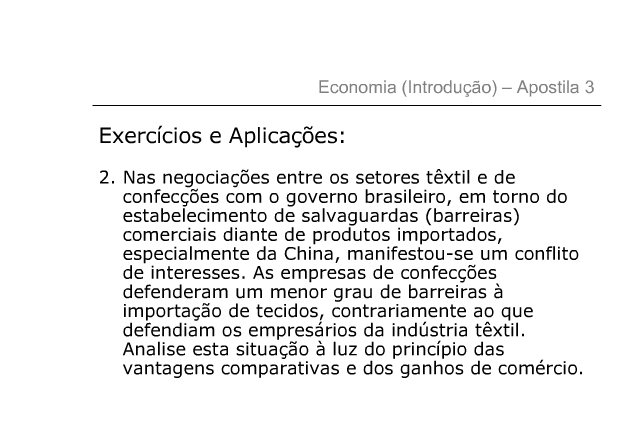 Economia (Introdução) – Apostila 3
Exercícios e Aplicações:
2. Nas negociações entre os setores têxtil e de
confecções com o governo brasileiro, em torno do
estabelecimento de salvaguardas (barreiras)
comerciais diante de produtos importados,
especialmente da China, manifestou-se um conflito
de interesses. As empresas de confecções
defenderam um menor grau de barreiras à
importação de tecidos, contrariamente ao que
defendiam os empresários da indústria têxtil.
Analise esta situação à luz do princípio das
vantagens comparativas e dos ganhos de comércio.